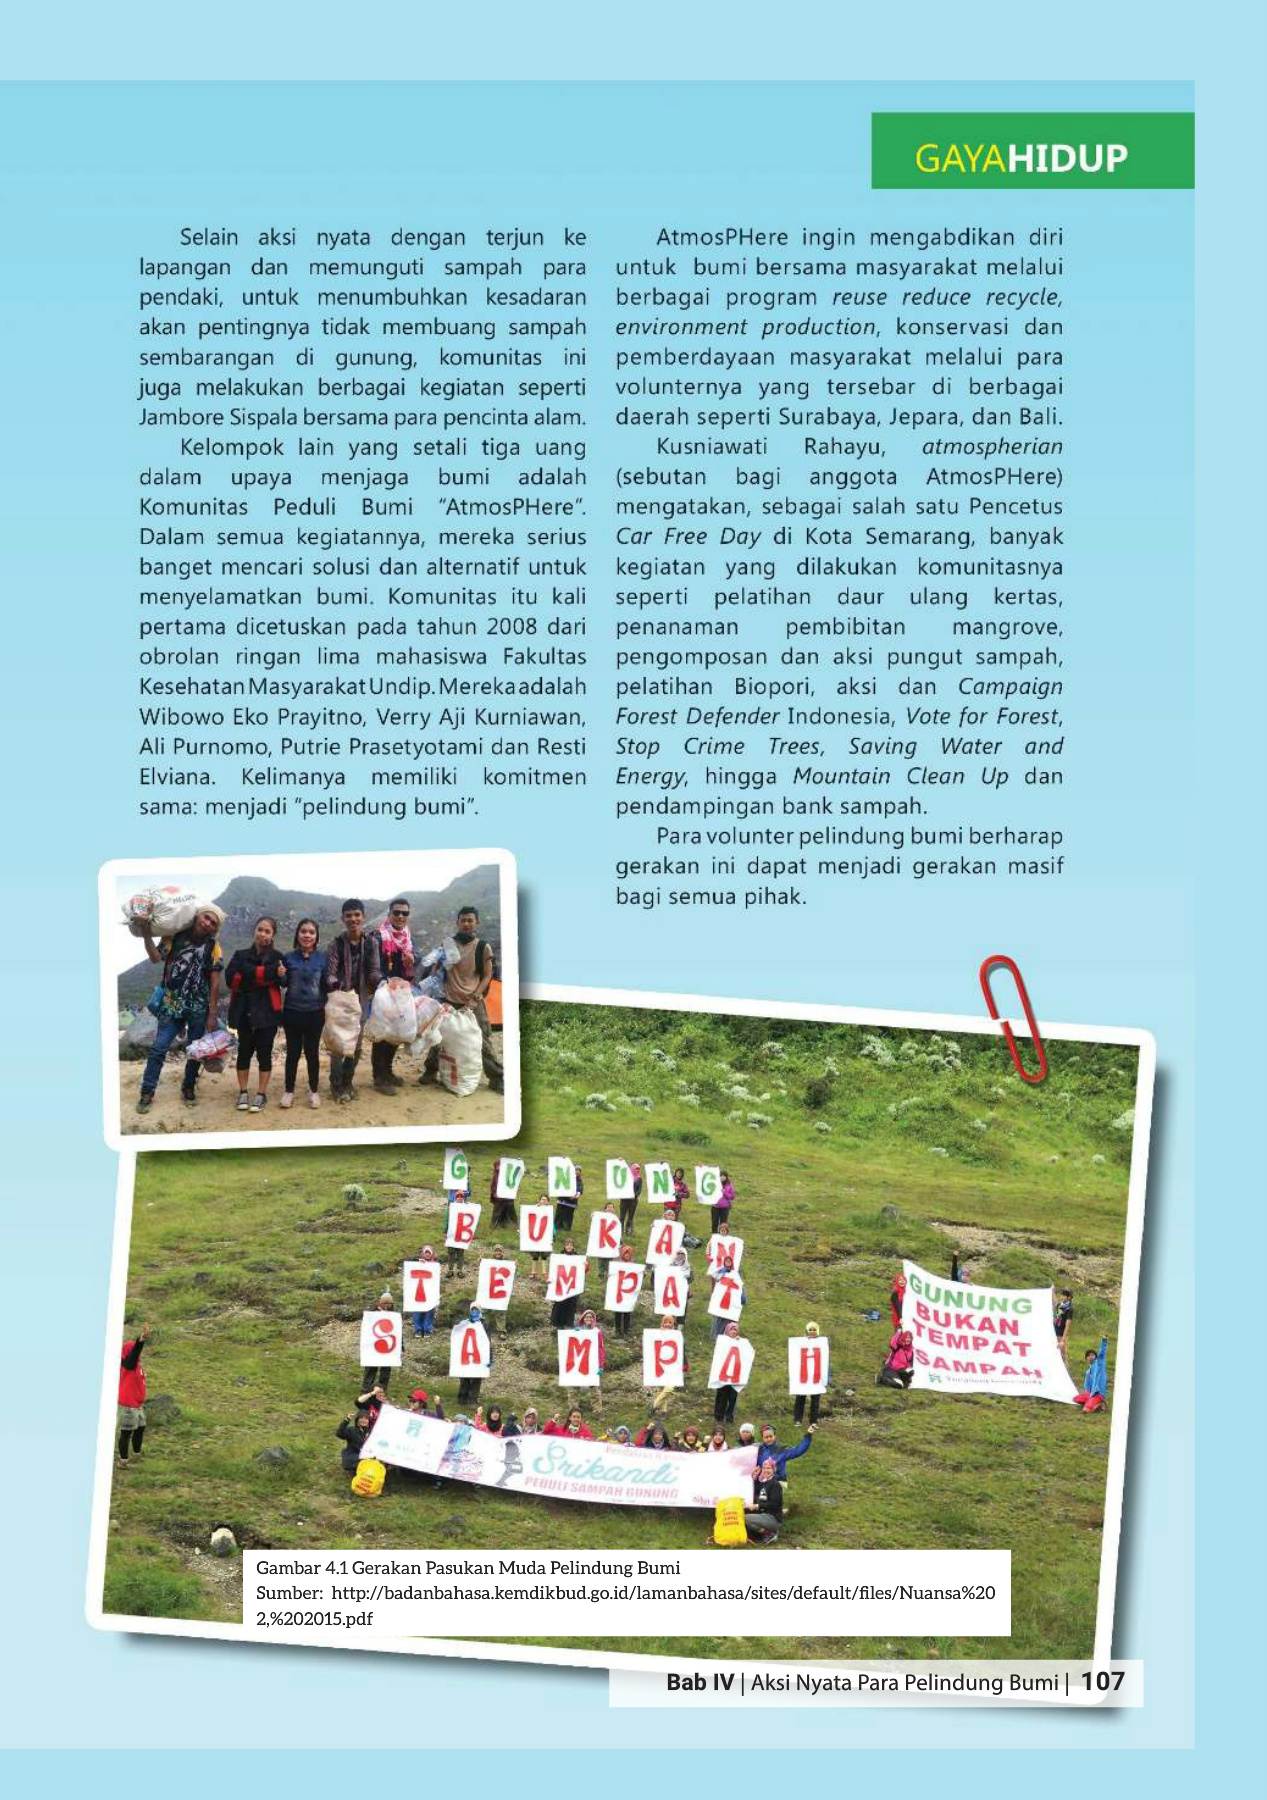 GAYAHIDUP
Selain aksi nyata dengan terjun ke
lapangan dan memunguti sampah para
pendaki, untuk menumbuhkan kesadaran
akan pentingnya tidak membuang sampah
sembarangan di gunung, komunitas ini
juga melakukan berbagai kegiatan seperti
Jambore Sispala bersama para pencinta alam.
Kelompok lain yang setali tiga uang
dalam upaya menjaga bumi adalah
Komunitas Peduli Bumi “AtmosPHere”.
Dalam semua kegiatannya, mereka serius
banget mencari solusi dan alternatif untuk
menyelamatkan bumi. Komunitas itu kali
pertama dicetuskan pada tahun 2008 dari
obrolan ringan lima mahasiswa Fakultas
Kesehatan Masyarakat Undip. Mereka adalah
Wibowo Eko Prayitno, Verry Aji Kurniawan,
Ali Purnomo, Putrie Prasetyotami dan Resti
Elviana. Kelimanya memiliki komitmen
sama: menjadi “pelindung bumi”.
AtmosPHere ingin mengabdikan diri
untuk bumi bersama masyarakat melalui
berbagai program reuse reduce recycle,
environment production, konservasi dan
pemberdayaan masyarakat melalui para
volunternya yang tersebar di berbagai
daerah seperti Surabaya, Jepara, dan Bali.
Kusniawati Rahayu, atmospherian
(sebutan bagi anggota AtmosPHere)
mengatakan, sebagai salah satu Pencetus
Car Free Day di Kota Semarang, banyak
kegiatan yang dilakukan komunitasnya
seperti pelatihan daur ulang kertas,
penanaman pembibitan mangrove,
pengomposan dan aksi pungut sampah,
pelatihan Biopori, aksi dan Campaign
Forest Defender Indonesia, Vote for Forest,
Stop Crime Trees, Saving Water and
Energy, hingga Mountain Clean Up dan
pendampingan bank sampah.
Para volunter pelindung bumi berharap
gerakan ini dapat menjadi gerakan masif
bagi semua pihak.
GUNUNG
BUKAN
TEMPAT
SAMPAH
GUNUNG
BUKAN
TEMPAT
SAMPAH
Srikandi
PEDULI SAMPAH GUNUNG
Gambar 4.1 Gerakan Pasukan Muda Pelindung Bumi
Sumber: http://badanbahasa.kemdikbud.go.id/lamanbahasa/sites/default/files/Nuansa%20
2,%202015.pdf
Bab IV | Aksi Nyata Para Pelindung Bumi | 107